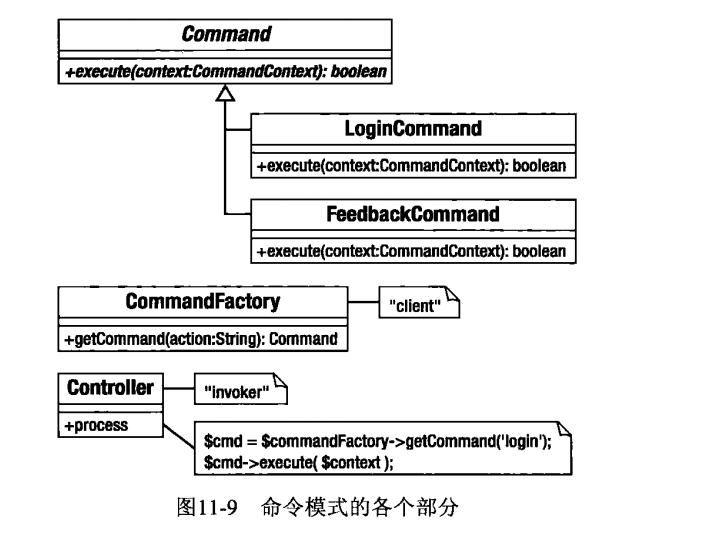 Command
+execute(context:CommandContext): boolean
LoginCommand
+execute(context:CommandContext): boolean
FeedbackCommand
+execute(context:CommandContext): boolean
CommandFactory
"client"
+getCommand(action:String): Command
Controller
"invoker"
+process
$cmd = $commandFactory->getCommand('login');
$cmd->execute( $context );
图11-9 命令模式的各个部分